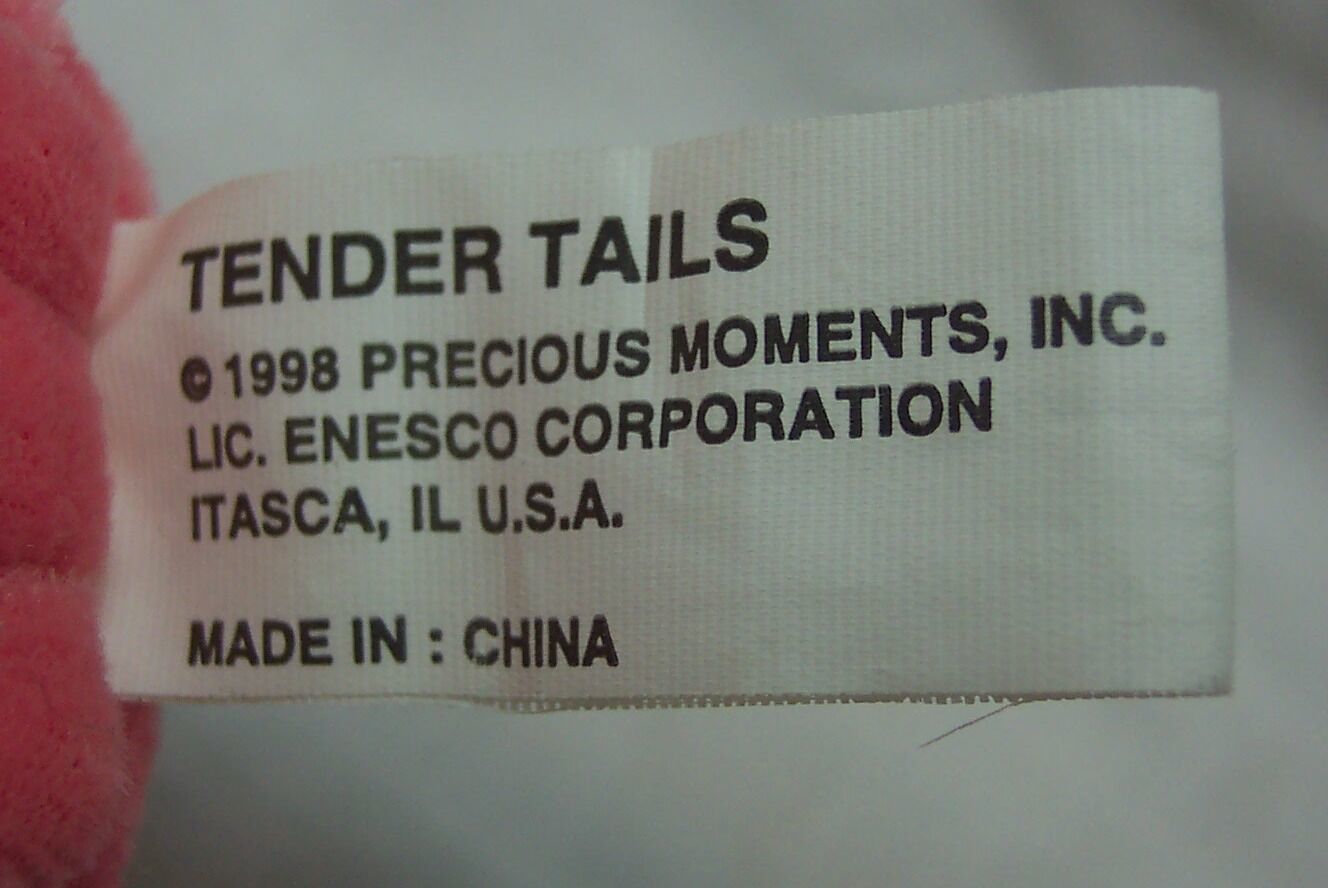 TENDER TAILS
© 1998 PRECIOUS MOMENTS, INC.
LIC. ENESCO CORPORATION
ITASCA, IL U.S.A.
MADE IN : CHINA